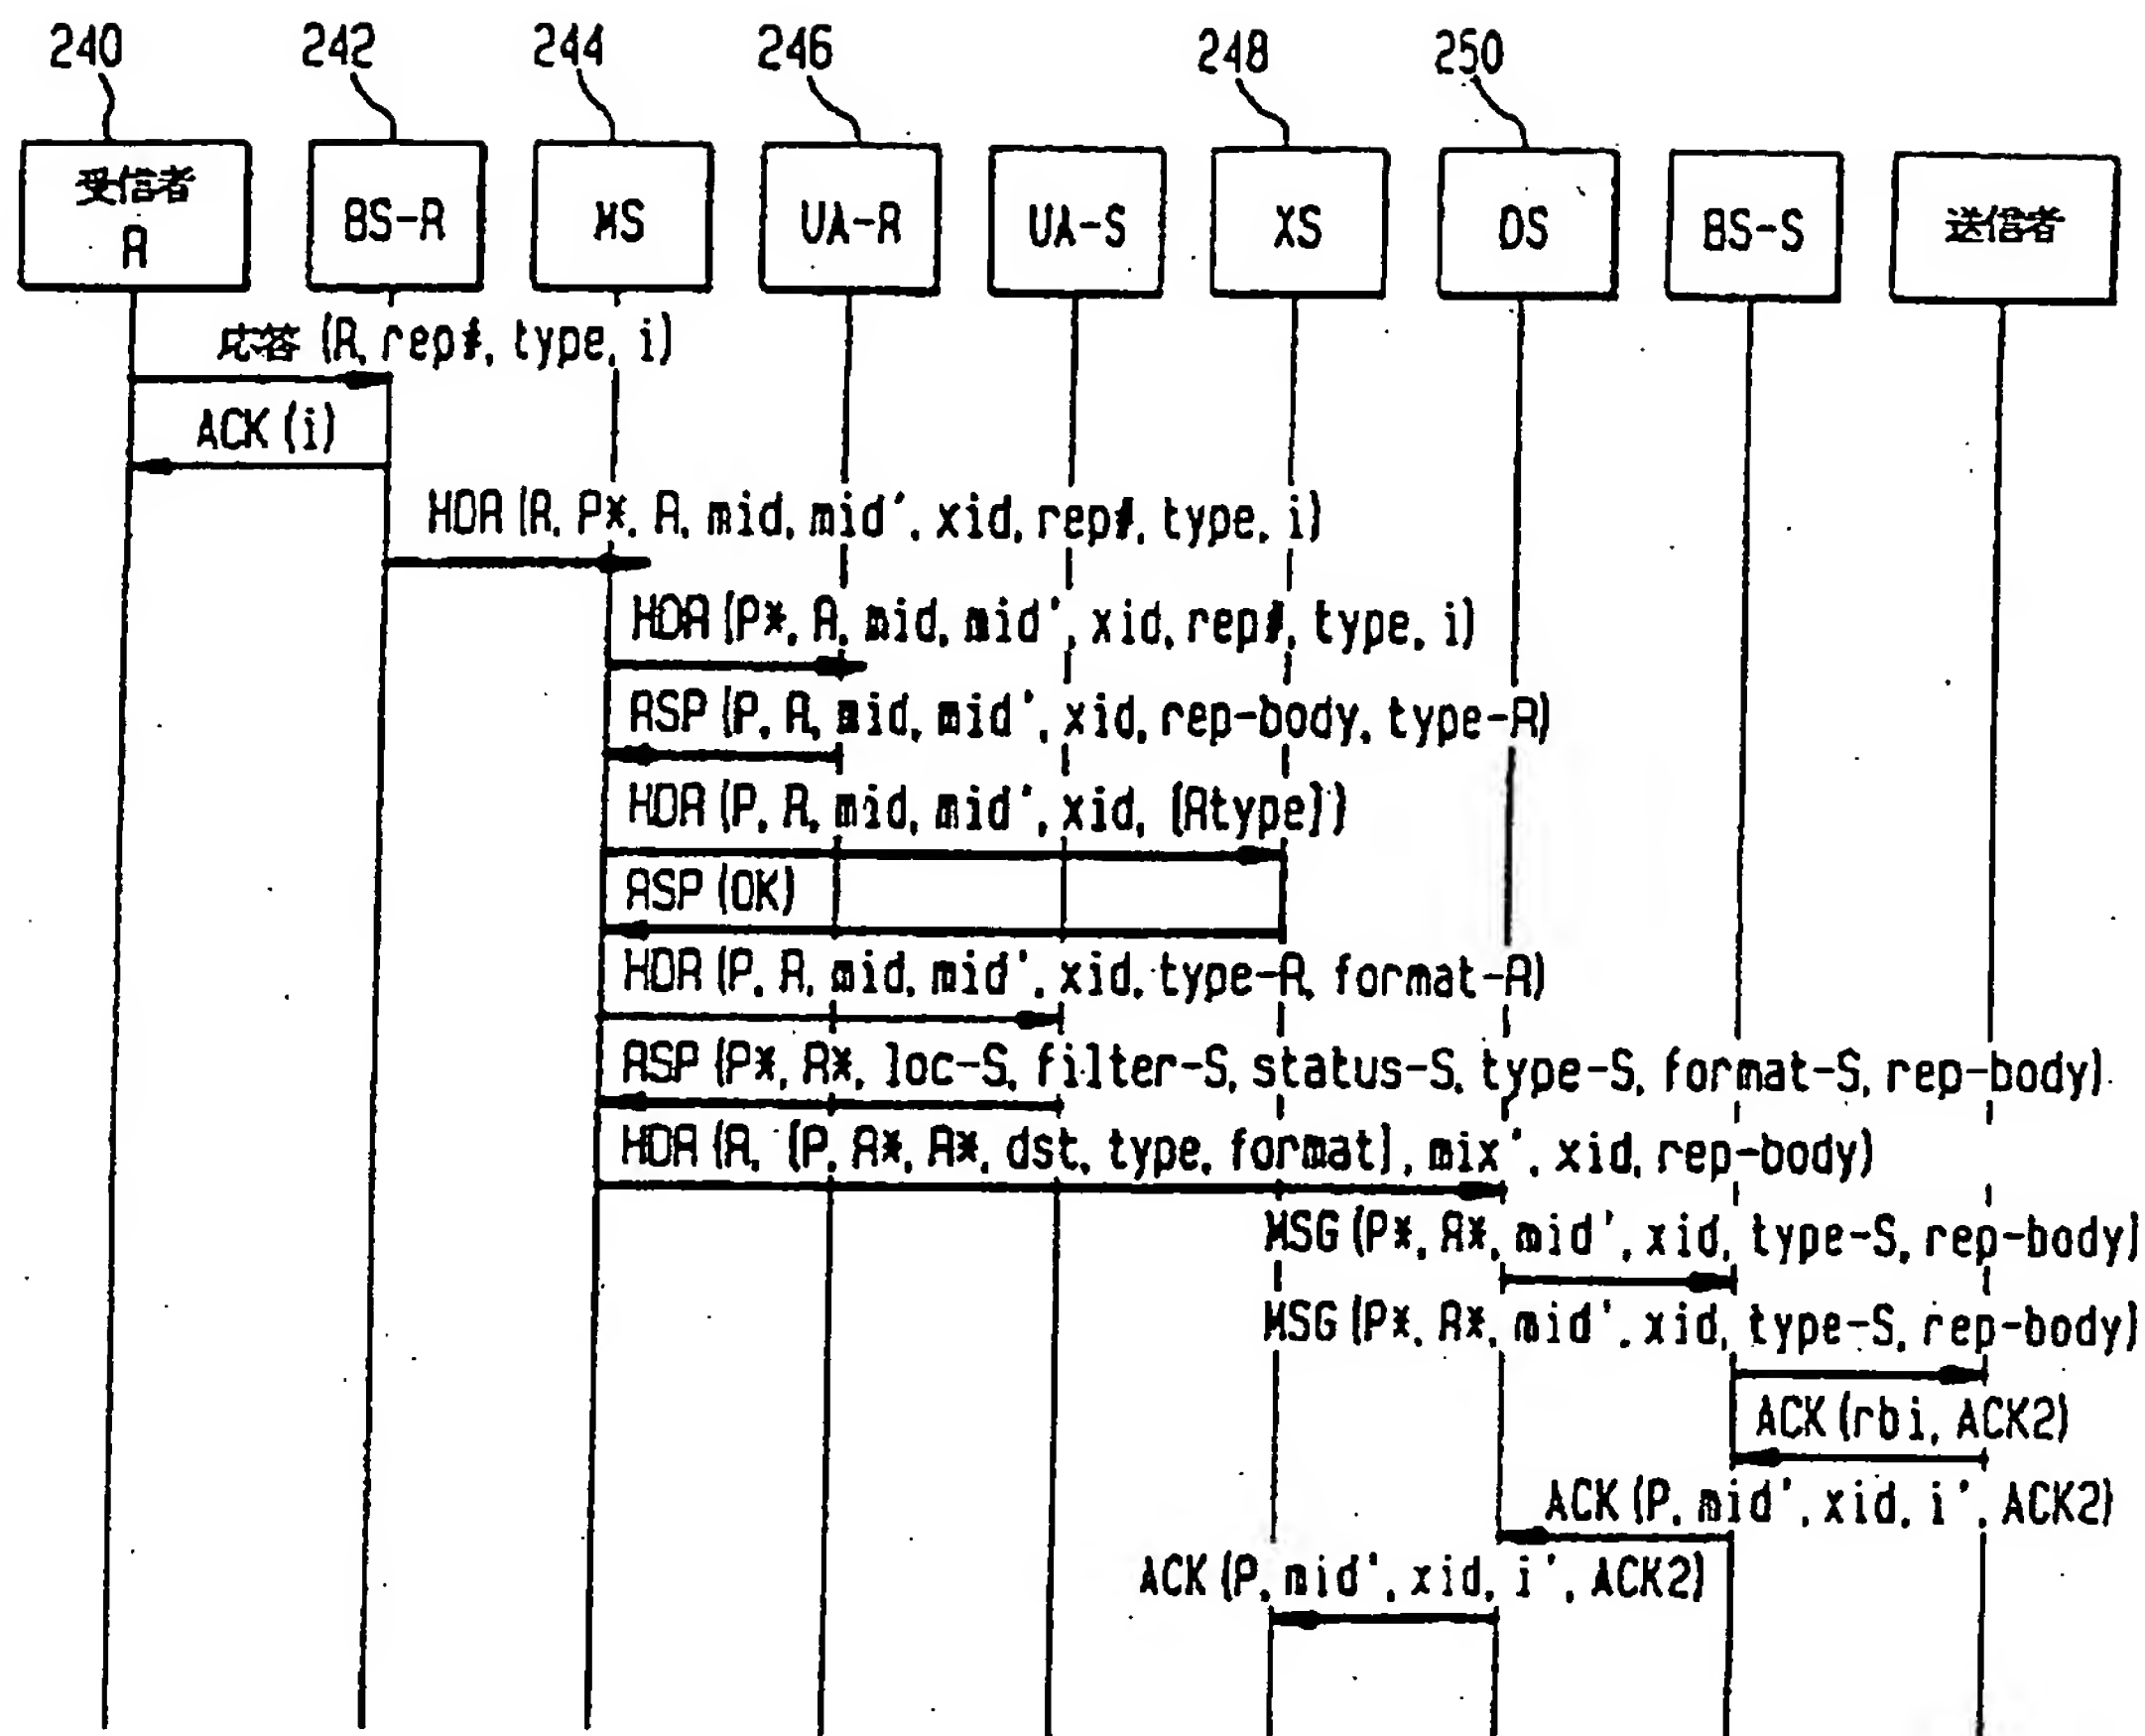 240 242 244 246 248 250
受信者 R
BS-R
MS
UA-R
UA-S
XS
DS
BS-S
送信者
応答 (R, rep#, type, i)
ACK (i)
HDR (R, P*, R, mid, mid', xid, rep#, type, i)
HDR (P*, R, mid, mid', xid, rep#, type, i)
RSP (P, R, mid, mid', xid, rep-body, type-R)
HDR (P, R, mid, mid', xid, [Rtype])
RSP (OK)
HDR (P, R, mid, mid', xid, type-R, format-R)
RSP (P*, R*, loc-S, filter-S, status-S, type-S, format-S, rep-body)
HDR (R, [P, R*, R*, dst, type, format], mix', xid, rep-body)
MSG (P*, R*, mid', xid, type-S, rep-body)
MSG (P*, R*, mid', xid, type-S, rep-body)
ACK (rbi, ACK2)
ACK (P, mid', xid, i', ACK2)
ACK (P, mid', xid, i', ACK2)